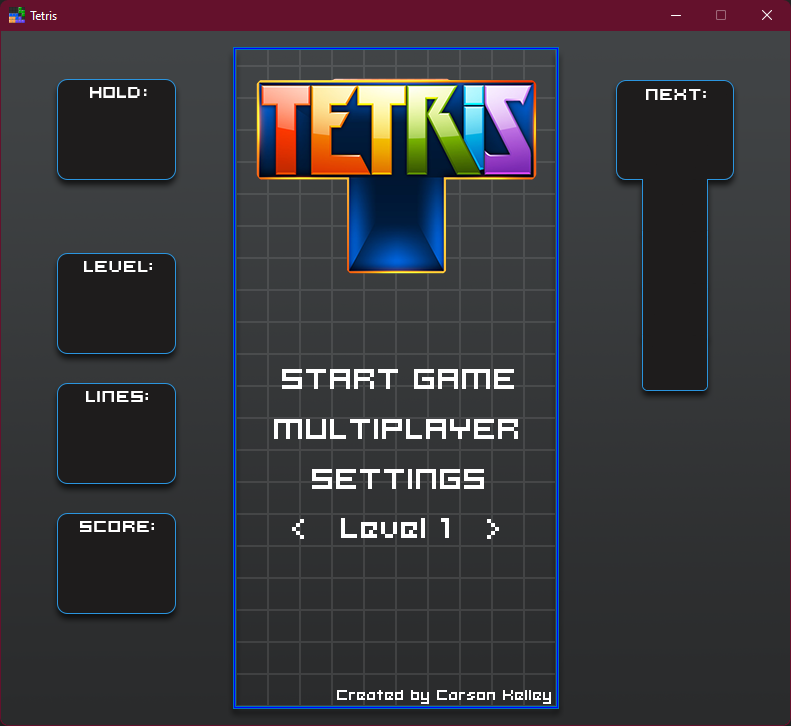 Tetris
HOLD:
NEXT:
TETRIS
LEVEL:
LINES:
SCORE:
START GAME
MULTIPLAYER
SETTINGS
< Level 1 >
Created by Carson Kelley